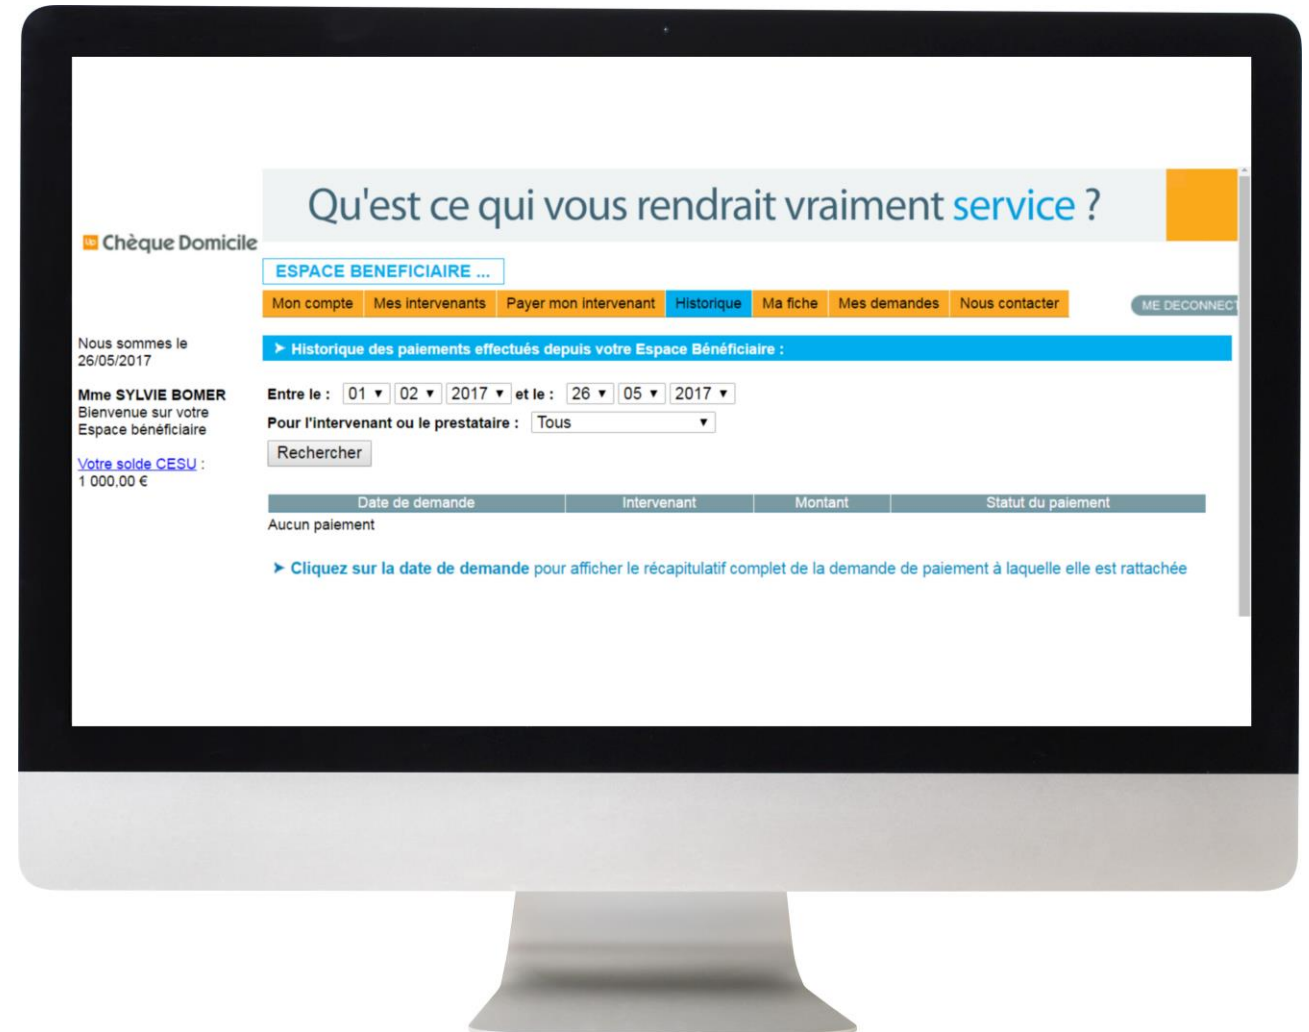 Qu'est ce qui vous rendrait vraiment service ?
Up Chèque Domicile
ESPACE BENEFICIAIRE ...
Mon compte Mes intervenants Payer mon intervenant Historique Ma fiche Mes demandes Nous contacter ME DECONNECT
Nous sommes le
26/05/2017
Mme SYLVIE BOMER
Bienvenue sur votre
Espace bénéficiaire
Votre solde CESU :
1 000,00 €
➤ Historique des paiements effectués depuis votre Espace Bénéficiaire :
Entre le : 01 02 2017 et le : 26 05 2017
Pour l'intervenant ou le prestataire : Tous
Rechercher
Date de demande Intervenant Montant Statut du paiement
Aucun paiement
➤ Cliquez sur la date de demande pour afficher le récapitulatif complet de la demande de paiement à laquelle elle est rattachée